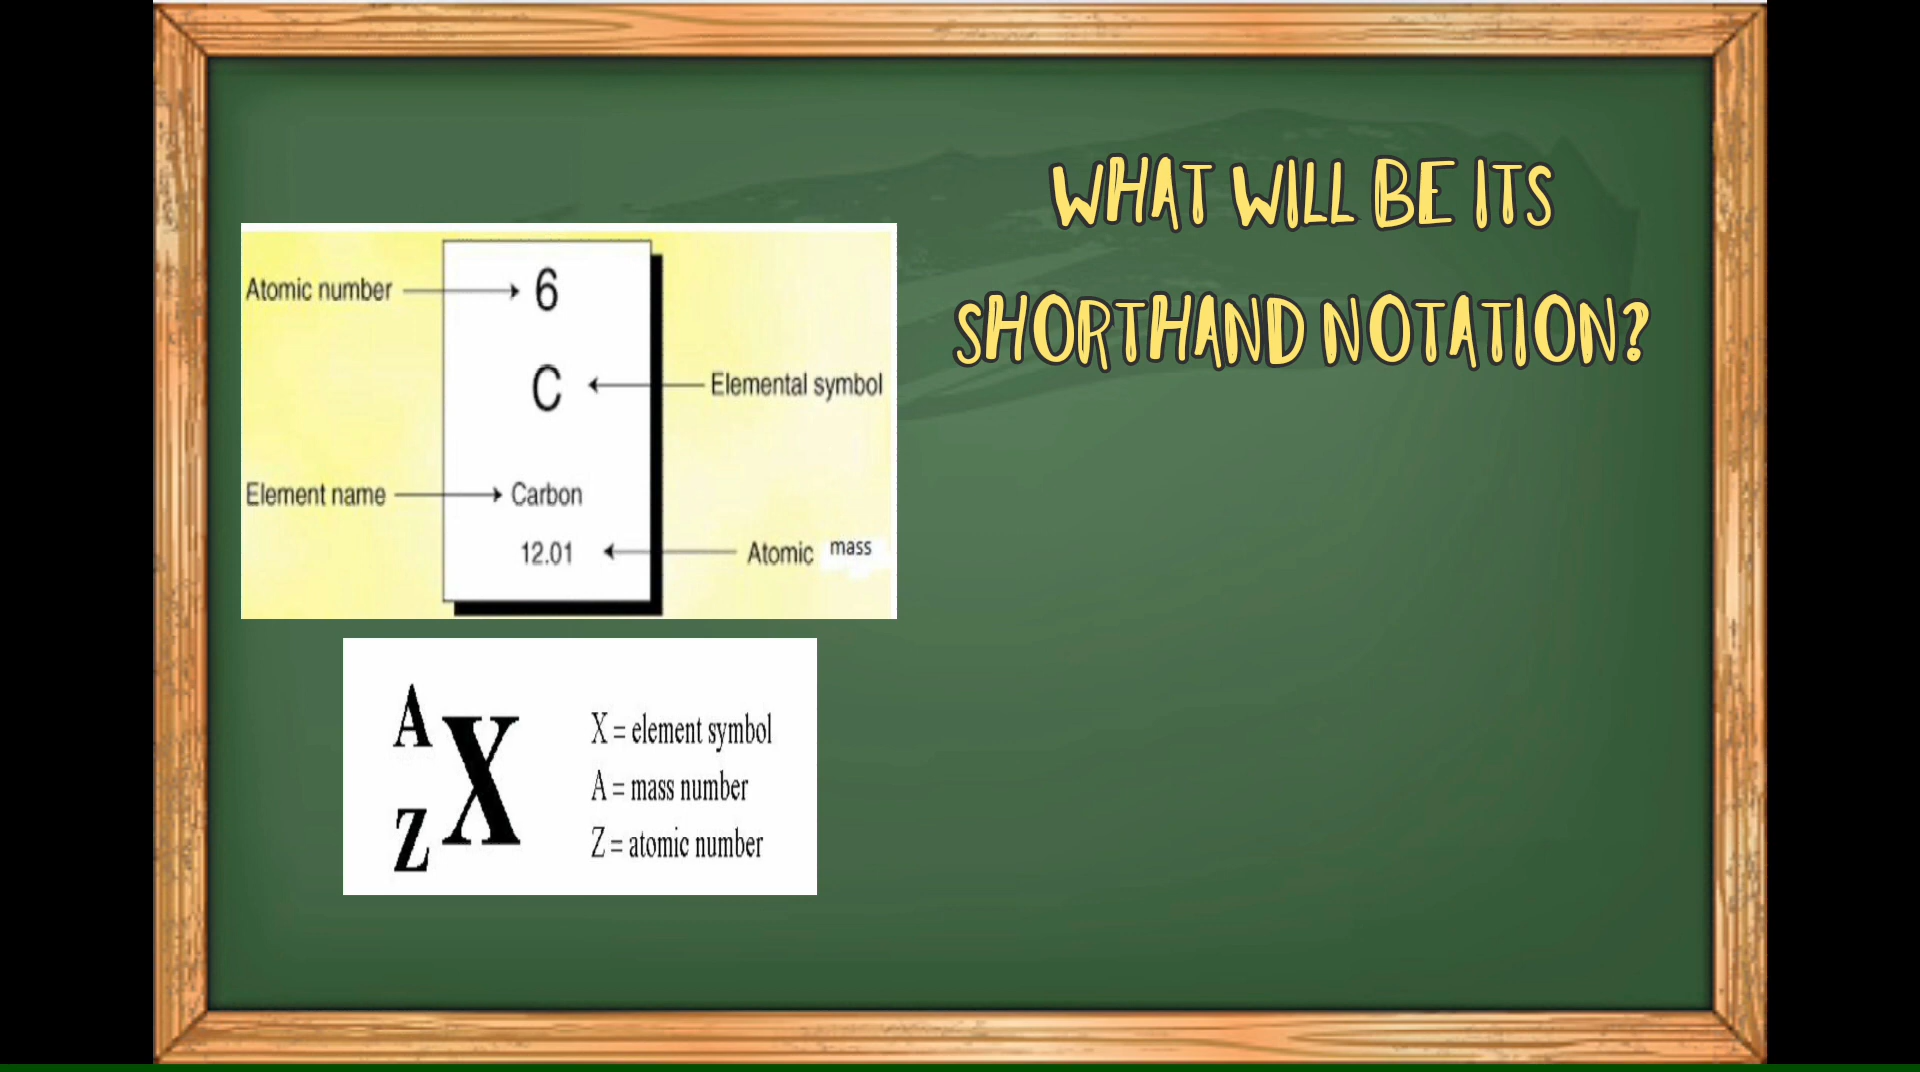 WHAT WILL BE ITS
SHORTHAND NOTATION?
Atomic number
6
C
Elemental symbol
Element name
Carbon
12.01
Atomic mass
A
X
Z
X = element symbol
A = mass number
Z = atomic number